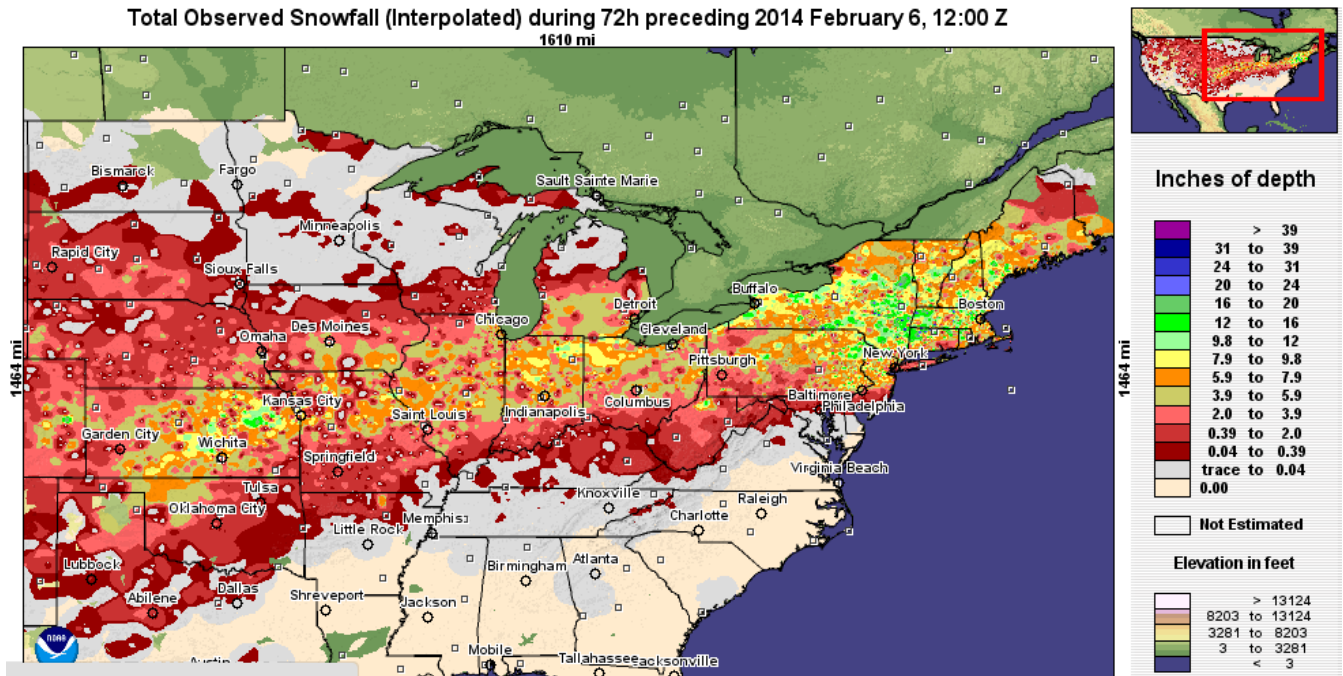 Total Observed Snowfall (Interpolated) during 72h preceding 2014 February 6, 12:00 Z
1610 mi
1464 mi
Bismarck
Fargo
Sault Sainte Marie
Minneapolis
Rapid City
Sioux Falls
Buffalo
Detroit
Boston
Chicago
Cleveland
Des Moines
Omaha
New York
Pittsburgh
Kansas City
Baltimore
Columbus
Indianapolis
Philadelphia
Saint Louis
Garden City
Wichita
Springfield
Virginia Beach
Tulsa
Knoxville
Raleigh
Oklahoma City
Memphis
Charlotte
Little Rock
Lubbock
Atlanta
Birmingham
Dallas
Abilene
Shreveport
Jackson
NOAA
Mobile
Austin
Tallahassee
Jacksonville
1464 mi
Inches of depth
> 39
31 to 39
24 to 31
20 to 24
16 to 20
12 to 16
9.8 to 12
7.9 to 9.8
5.9 to 7.9
3.9 to 5.9
2.0 to 3.9
0.39 to 2.0
0.04 to 0.39
trace to 0.04
0.00
Not Estimated
Elevation in feet
> 13124
8203 to 13124
3281 to 8203
3 to 3281
< 3